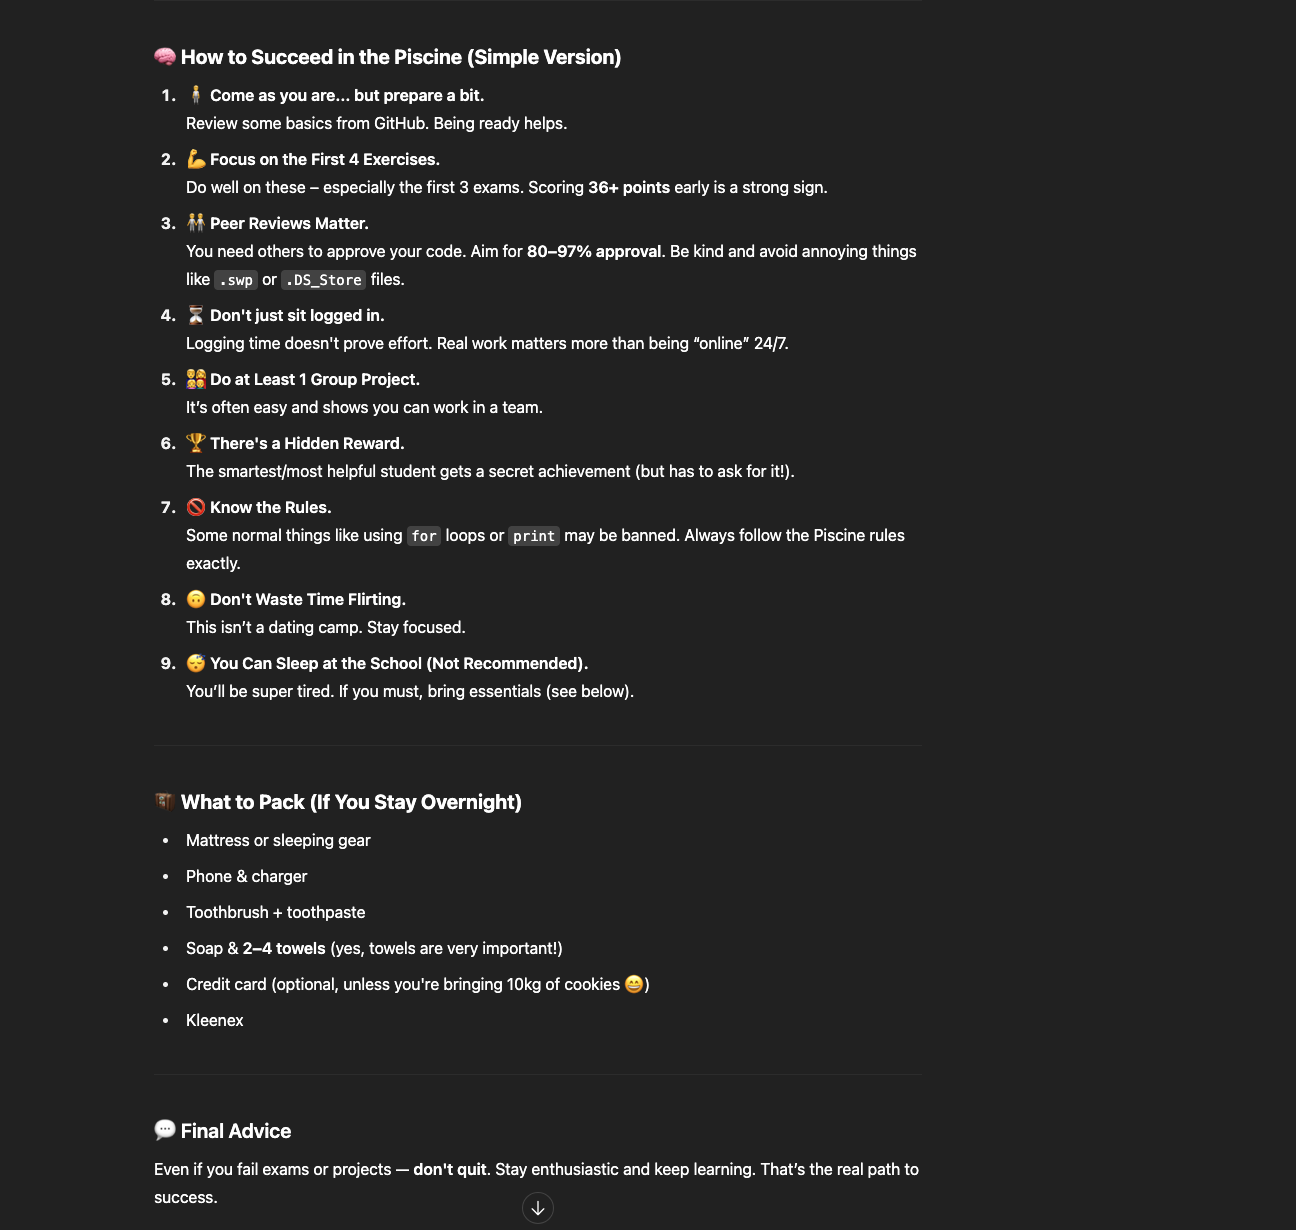 🧠 How to Succeed in the Piscine (Simple Version)
1. 🧍 Come as you are... but prepare a bit.
Review some basics from GitHub. Being ready helps.
2. 💪 Focus on the First 4 Exercises.
Do well on these – especially the first 3 exams. Scoring 36+ points early is a strong sign.
3. 🧑‍🤝‍🧑 Peer Reviews Matter.
You need others to approve your code. Aim for 80–97% approval. Be kind and avoid annoying things
like .swp or .DS_Store files.
4. ⏳ Don't just sit logged in.
Logging time doesn't prove effort. Real work matters more than being “online” 24/7.
5. 👨‍👩‍👧‍👦 Do at Least 1 Group Project.
It’s often easy and shows you can work in a team.
6. 🏆 There's a Hidden Reward.
The smartest/most helpful student gets a secret achievement (but has to ask for it!).
7. 🚫 Know the Rules.
Some normal things like using for loops or print may be banned. Always follow the Piscine rules
exactly.
8. 🙃 Don't Waste Time Flirting.
This isn’t a dating camp. Stay focused.
9. 😴 You Can Sleep at the School (Not Recommended).
You’ll be super tired. If you must, bring essentials (see below).
🧳 What to Pack (If You Stay Overnight)
• Mattress or sleeping gear
• Phone & charger
• Toothbrush + toothpaste
• Soap & 2–4 towels (yes, towels are very important!)
• Credit card (optional, unless you're bringing 10kg of cookies 😄)
• Kleenex
💬 Final Advice
Even if you fail exams or projects — don't quit. Stay enthusiastic and keep learning. That’s the real path to
success.